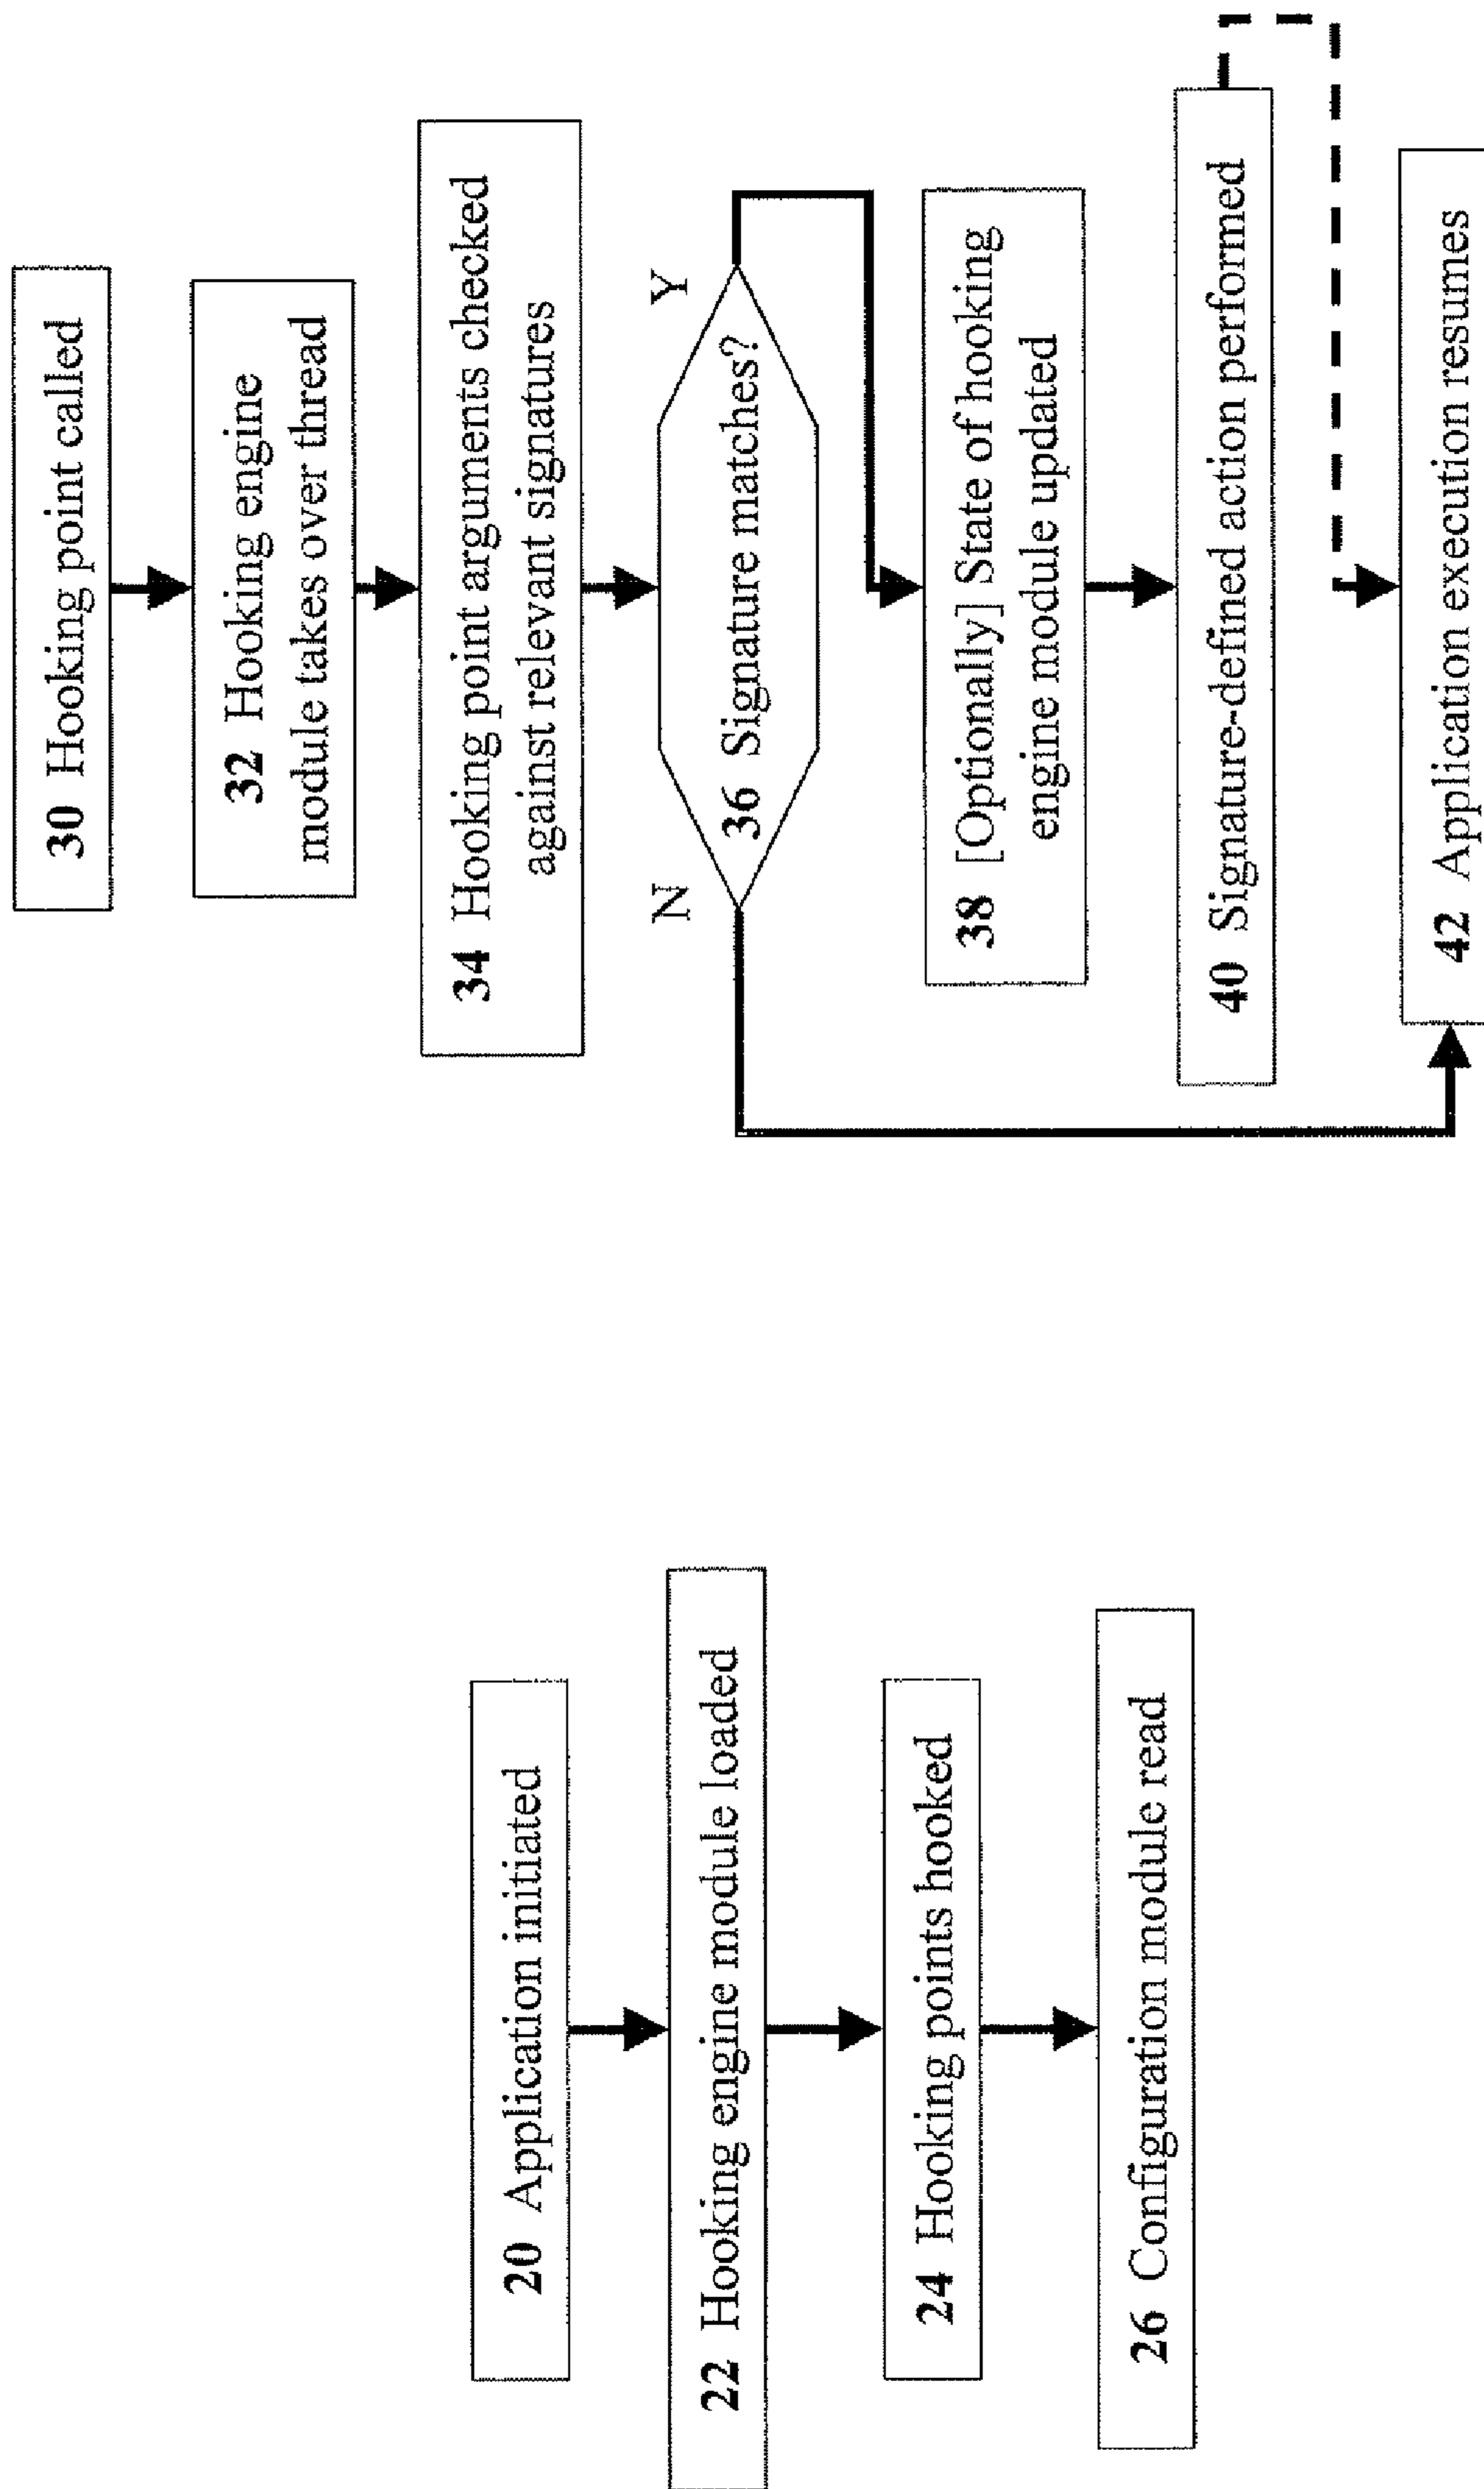 20 Application initiated
22 Hooking engine module loaded
24 Hooking points hooked
26 Configuration module read
30 Hooking point called
32 Hooking engine
module takes over thread
34 Hooking point arguments checked
against relevant signatures
N
Y
36 Signature matches?
38 [Optionally] State of hooking
engine module updated
40 Signature-defined action performed
42 Application execution resumes